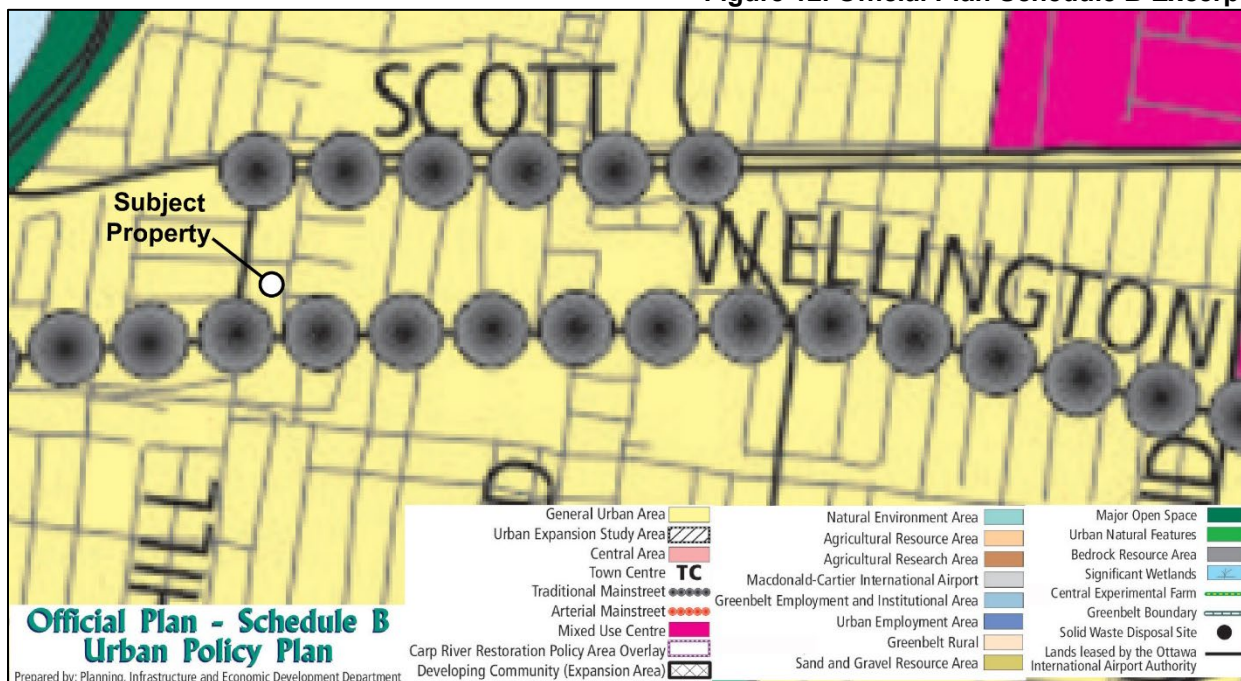 Figure 12: Official Plan Schedule B Excerp
SCOTT
Subject
Property
WELLINGTON
HILL
Official Plan - Schedule B
Urban Policy Plan
Prepared by: Planning, Infrastructure and Economic Development Department
General Urban Area
Urban Expansion Study Area
Central Area
Town Centre TC
Traditional Mainstreet
Arterial Mainstreet
Mixed Use Centre
Carp River Restoration Policy Area Overlay
Developing Community (Expansion Area)
Natural Environment Area
Agricultural Resource Area
Agricultural Research Area
Macdonald-Cartier International Airport
Greenbelt Employment and Institutional Area
Urban Employment Area
Greenbelt Rural
Sand and Gravel Resource Area
Major Open Space
Urban Natural Features
Bedrock Resource Area
Significant Wetlands
Central Experimental Farm
Greenbelt Boundary
Solid Waste Disposal Site
Lands leased by the Ottawa
International Airport Authority